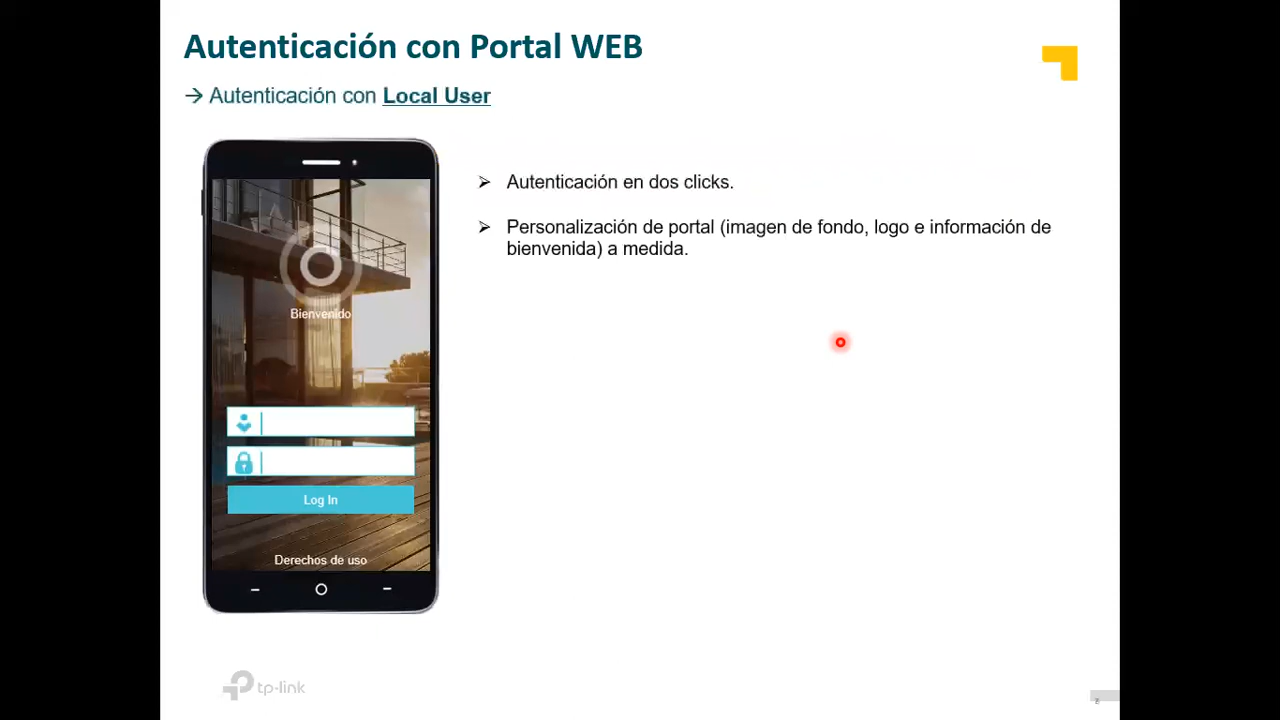 Autenticación con Portal WEB
→ Autenticación con Local User
➢ Autenticación en dos clicks.
➢ Personalización de portal (imagen de fondo, logo e información de
bienvenida) a medida.
Bienvenido
Log In
Derechos de uso
tp-link